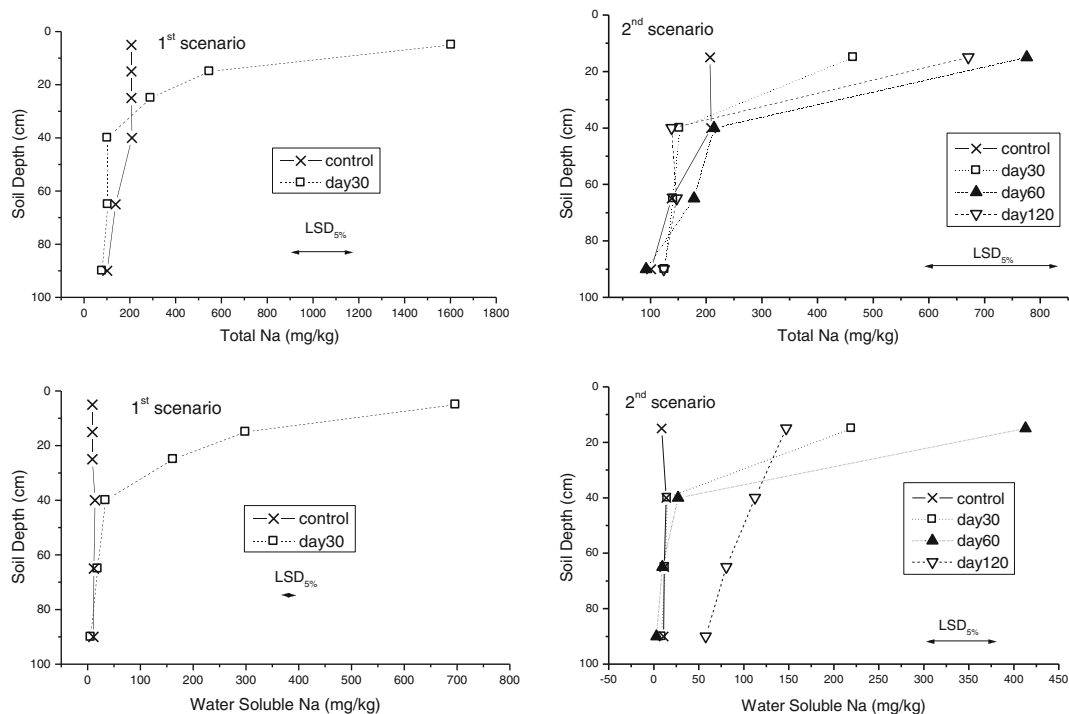 1st scenario
0
20
40
60
80
100
Soil Depth (cm)
control
day30
LSD5%
0 200 400 600 800 1000 1200 1400 1600 1800
Total Na (mg/kg)
2nd scenario
0
20
40
60
80
100
Soil Depth (cm)
control
day30
day60
day120
LSD5%
100 200 300 400 500 600 700 800
Total Na (mg/kg)
1st scenario
0
20
40
60
80
100
Soil Depth (cm)
control
day30
LSD5%
0 100 200 300 400 500 600 700 800
Water Soluble Na (mg/kg)
2nd scenario
0
20
40
60
80
100
Soil Depth (cm)
control
day30
day60
day120
LSD5%
-50 0 50 100 150 200 250 300 350 400 450
Water Soluble Na (mg/kg)